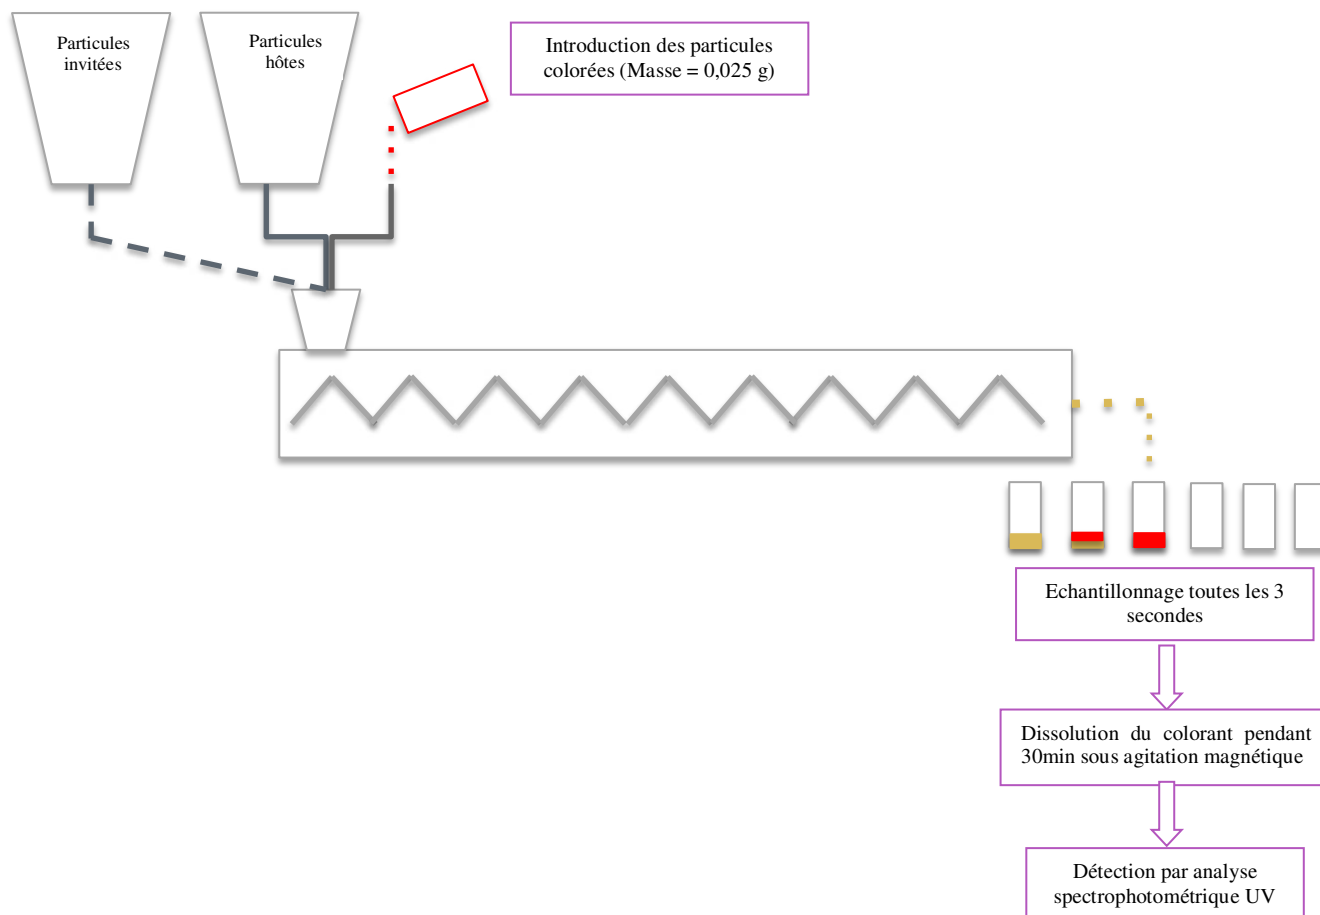 Particules
invitées
Particules
hôtes
Introduction des particules
colorées (Masse = 0,025 g)
Echantillonnage toutes les 3
secondes
Dissolution du colorant pendant
30min sous agitation magnétique
Détection par analyse
spectrophotométrique UV